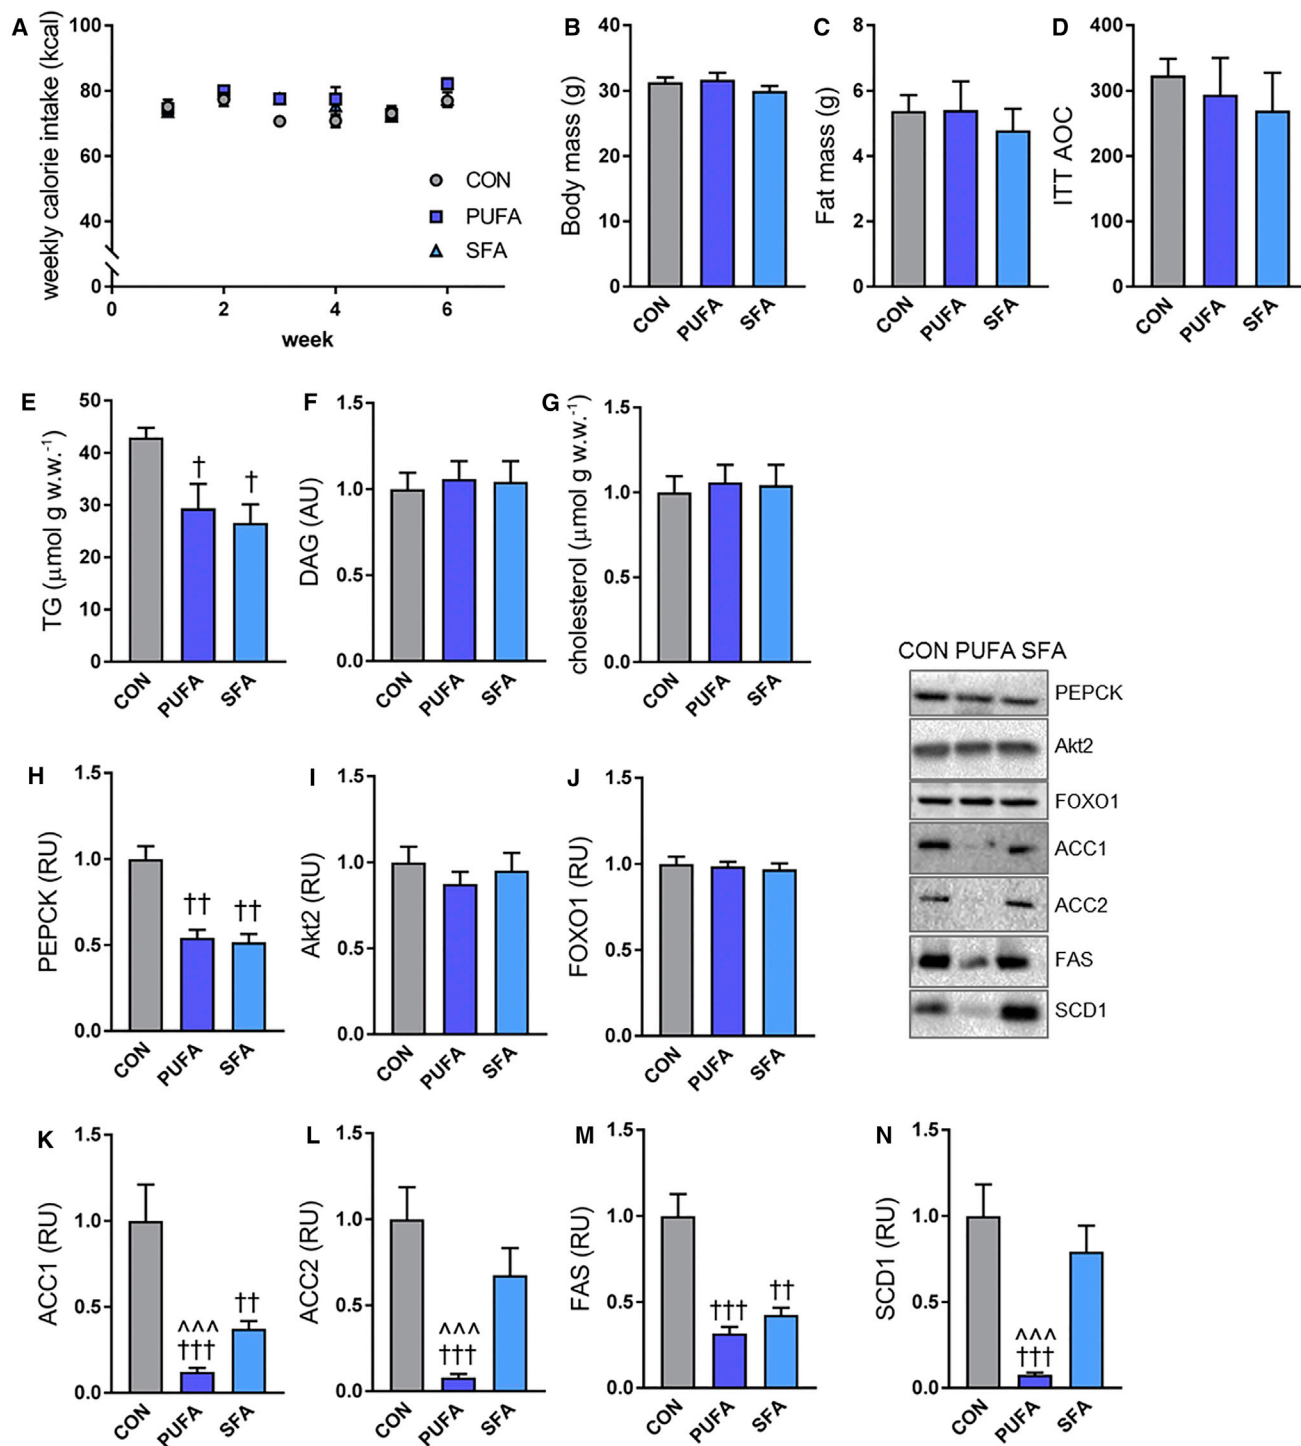 A
weekly calorie intake (kcal)
100
80
60
40
0
0
2
4
6
week
CON
PUFA
SFA
B
Body mass (g)
40
30
20
10
0
CON
PUFA
SFA
C
Fat mass (g)
8
6
4
2
0
CON
PUFA
SFA
D
ITT AOC
400
300
200
100
0
CON
PUFA
SFA
E
TG (μmol g w.w.⁻¹)
50
40
30
20
10
0
†
†
CON
PUFA
SFA
F
DAG (AU)
1.5
1.0
0.5
0.0
CON
PUFA
SFA
G
cholesterol (μmol g w.w.⁻¹)
1.5
1.0
0.5
0.0
CON
PUFA
SFA
CON PUFA SFA
PEPCK
Akt2
FOXO1
ACC1
ACC2
FAS
SCD1
H
PEPCK (RU)
1.5
1.0
0.5
0.0
††
††
CON
PUFA
SFA
I
Akt2 (RU)
1.5
1.0
0.5
0.0
CON
PUFA
SFA
J
FOXO1 (RU)
1.5
1.0
0.5
0.0
CON
PUFA
SFA
K
ACC1 (RU)
1.5
1.0
0.5
0.0
^^^
†††
††
CON
PUFA
SFA
L
ACC2 (RU)
1.5
1.0
0.5
0.0
^^^
†††
CON
PUFA
SFA
M
FAS (RU)
1.5
1.0
0.5
0.0
†††
††
CON
PUFA
SFA
N
SCD1 (RU)
1.5
1.0
0.5
0.0
^^^
†††
CON
PUFA
SFA